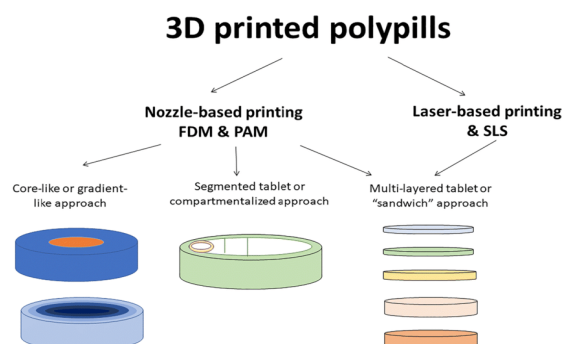 3D printed polypills
Nozzle-based printing
FDM & PAM
Laser-based printing
& SLS
Core-like or gradient-
like approach
Segmented tablet or
compartmentalized approach
Multi-layered tablet or
“sandwich” approach